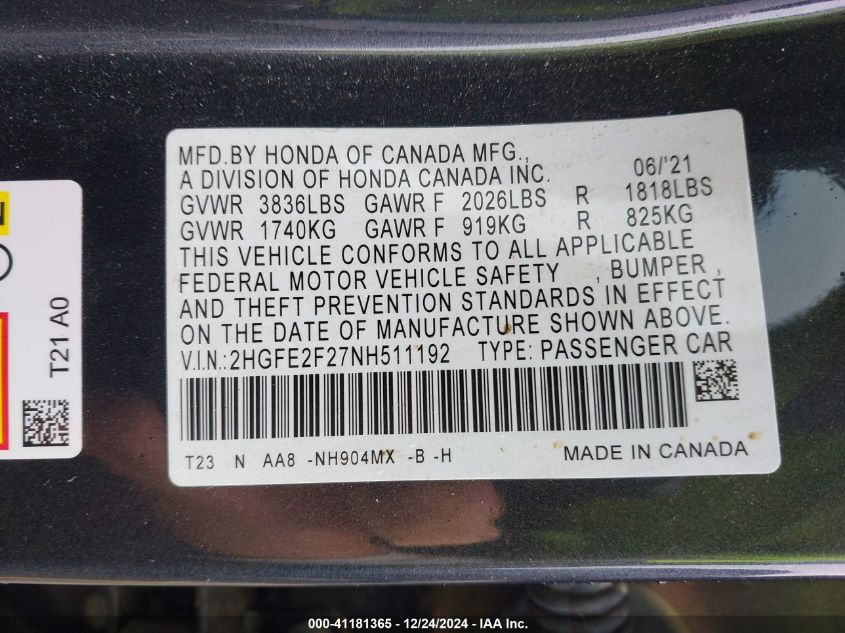 MFD.BY HONDA OF CANADA MFG.,
A DIVISION OF HONDA CANADA INC. 06/'21
GVWR 3836LBS GAWR F 2026LBS R 1818LBS
GVWR 1740KG GAWR F 919KG R 825KG
THIS VEHICLE CONFORMS TO ALL APPLICABLE
FEDERAL MOTOR VEHICLE SAFETY , BUMPER ,
AND THEFT PREVENTION STANDARDS IN EFFECT
ON THE DATE OF MANUFACTURE SHOWN ABOVE.
V.I.N.:2HGFE2F27NH511192 TYPE: PASSENGER CAR
T23 N AA8 -NH904MX -B -H MADE IN CANADA
T21 A0
000-41181365 • 12/24/2024 - IAA Inc.